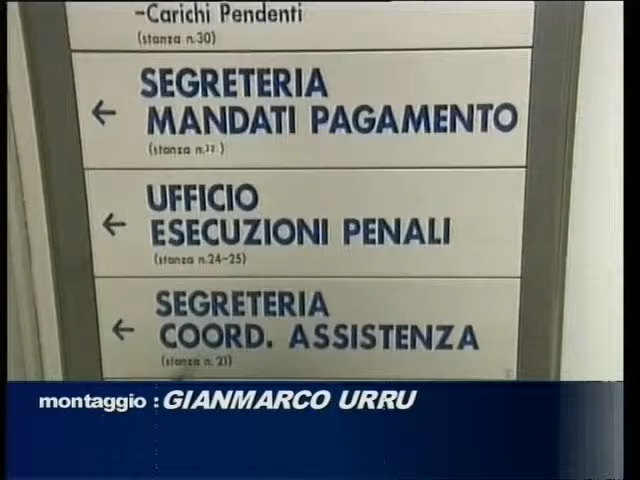 -Carichi Pendenti
(stanza n.30)
SEGRETERIA
MANDATI PAGAMENTO
(stanza n.
UFFICIO
ESECUZIONI PENALI
(stanza n.24-25)
SEGRETERIA
COORD. ASSISTENZA
(stanza n. 21)
montaggio : GIANMARCO URRU